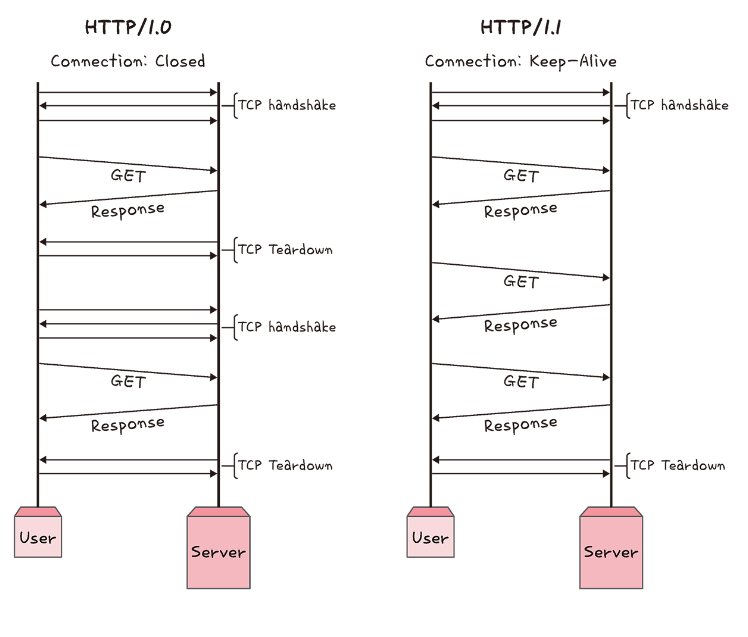 HTTP/1.0
Connection: Closed
TCP handshake
GET
Response
TCP Teardown
TCP handshake
GET
Response
TCP Teardown
User
Server
HTTP/1.1
Connection: Keep-Alive
TCP handshake
GET
Response
GET
Response
GET
Response
TCP Teardown
User
Server